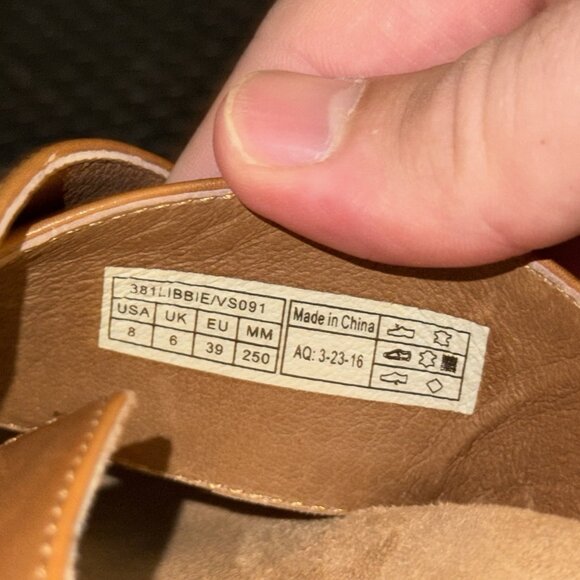 381LIBBIE/VS091
USA UK EU MM
8 6 39 250
Made in China
AQ: 3-23-16